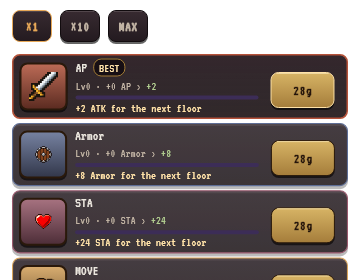 X1 X10 MAX
AP BEST
Lv0 · +0 AP › +2
+2 ATK for the next floor
28g
Armor
Lv0 · +0 Armor › +8
+8 Armor for the next floor
28g
STA
Lv0 · +0 STA › +24
+24 STA for the next floor
28g
MOVE